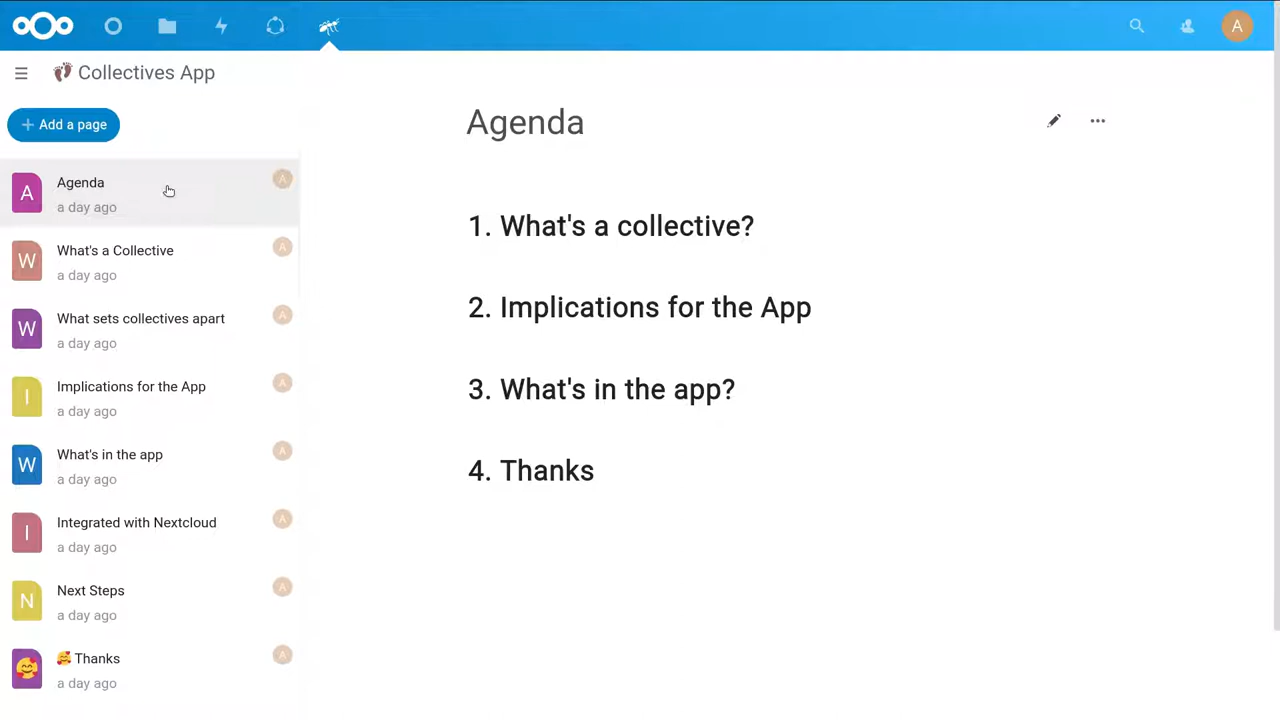 A
Collectives App
+ Add a page
A
Agenda
A
a day ago
W
What's a Collective
A
a day ago
W
What sets collectives apart
A
a day ago
I
Implications for the App
A
a day ago
W
What's in the app
A
a day ago
I
Integrated with Nextcloud
A
a day ago
N
Next Steps
A
a day ago
🥰 Thanks
A
a day ago
Agenda
1. What's a collective?
2. Implications for the App
3. What's in the app?
4. Thanks